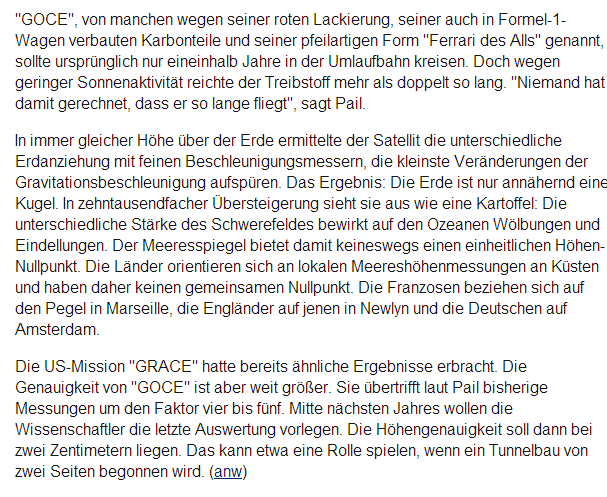 "GOCE", von manchen wegen seiner roten Lackierung, seiner auch in Formel-1-
Wagen verbauten Karbonteile und seiner pfeilartigen Form "Ferrari des Alls" genannt,
sollte ursprünglich nur eineinhalb Jahre in der Umlaufbahn kreisen. Doch wegen
geringer Sonnenaktivität reichte der Treibstoff mehr als doppelt so lang. "Niemand hat
damit gerechnet, dass er so lange fliegt", sagt Pail.
In immer gleicher Höhe über der Erde ermittelte der Satellit die unterschiedliche
Erdanziehung mit feinen Beschleunigungsmessern, die kleinste Veränderungen der
Gravitationsbeschleunigung aufspüren. Das Ergebnis: Die Erde ist nur annähernd eine
Kugel. In zehntausendfacher Übersteigerung sieht sie aus wie eine Kartoffel: Die
unterschiedliche Stärke des Schwerefeldes bewirkt auf den Ozeanen Wölbungen und
Eindellungen. Der Meeresspiegel bietet damit keineswegs einen einheitlichen Höhen-
Nullpunkt. Die Länder orientieren sich an lokalen Meereshöhenmessungen an Küsten
und haben daher keinen gemeinsamen Nullpunkt. Die Franzosen beziehen sich auf
den Pegel in Marseille, die Engländer auf jenen in Newlyn und die Deutschen auf
Amsterdam.
Die US-Mission "GRACE" hatte bereits ähnliche Ergebnisse erbracht. Die
Genauigkeit von "GOCE" ist aber weit größer. Sie übertrifft laut Pail bisherige
Messungen um den Faktor vier bis fünf. Mitte nächsten Jahres wollen die
Wissenschaftler die letzte Auswertung vorlegen. Die Höhengenauigkeit soll dann bei
zwei Zentimetern liegen. Das kann etwa eine Rolle spielen, wenn ein Tunnelbau von
zwei Seiten begonnen wird. (anw)